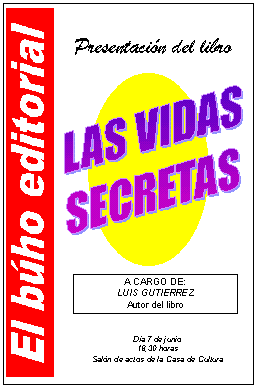 El búho editorial
Presentación del libro
LAS VIDAS
SECRETAS
A CARGO DE:
LUIS GUTIERREZ
Autor del libro
Día 7 de junio
18,30 horas
Salón de actos de la Casa de Cultura